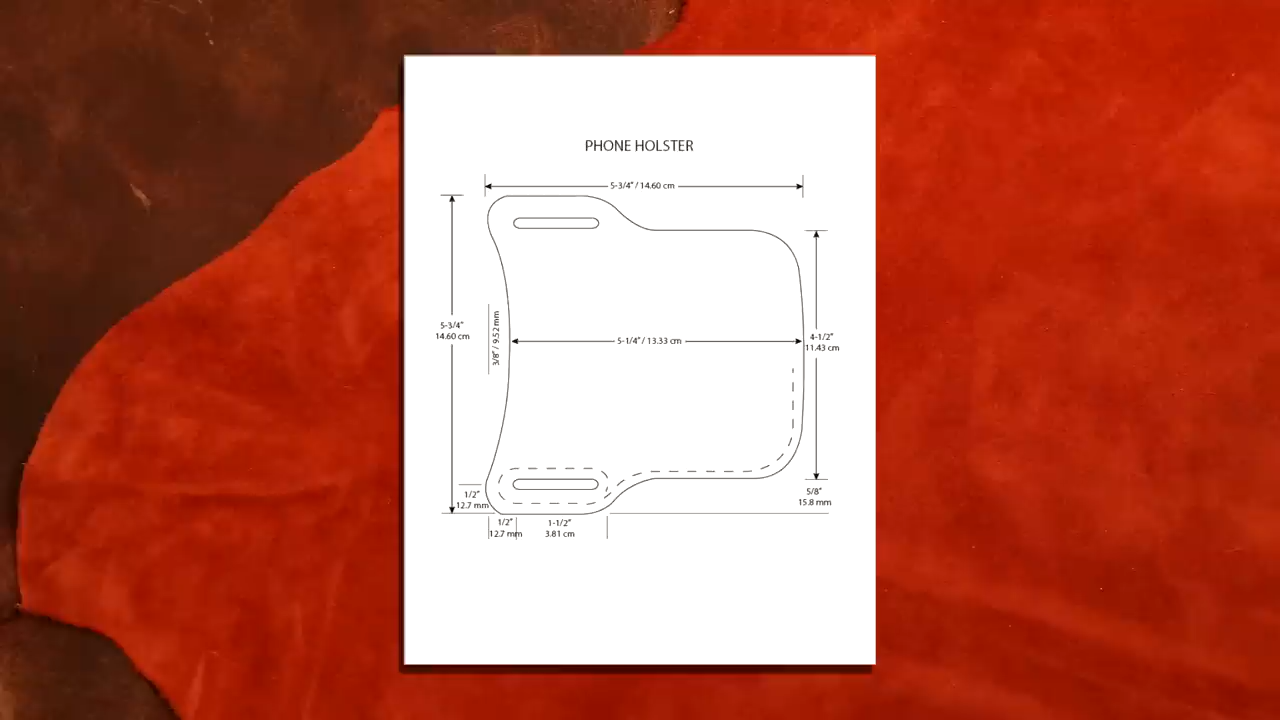 PHONE HOLSTER
5-3/4" / 14.60 cm
5-3/4"
14.60 cm
3/8" / 9.52 mm
5-1/4" / 13.33 cm
4-1/2"
11.43 cm
1/2"
12.7 mm
5/8"
15.8 mm
1/2"
12.7 mm
1-1/2"
3.81 cm